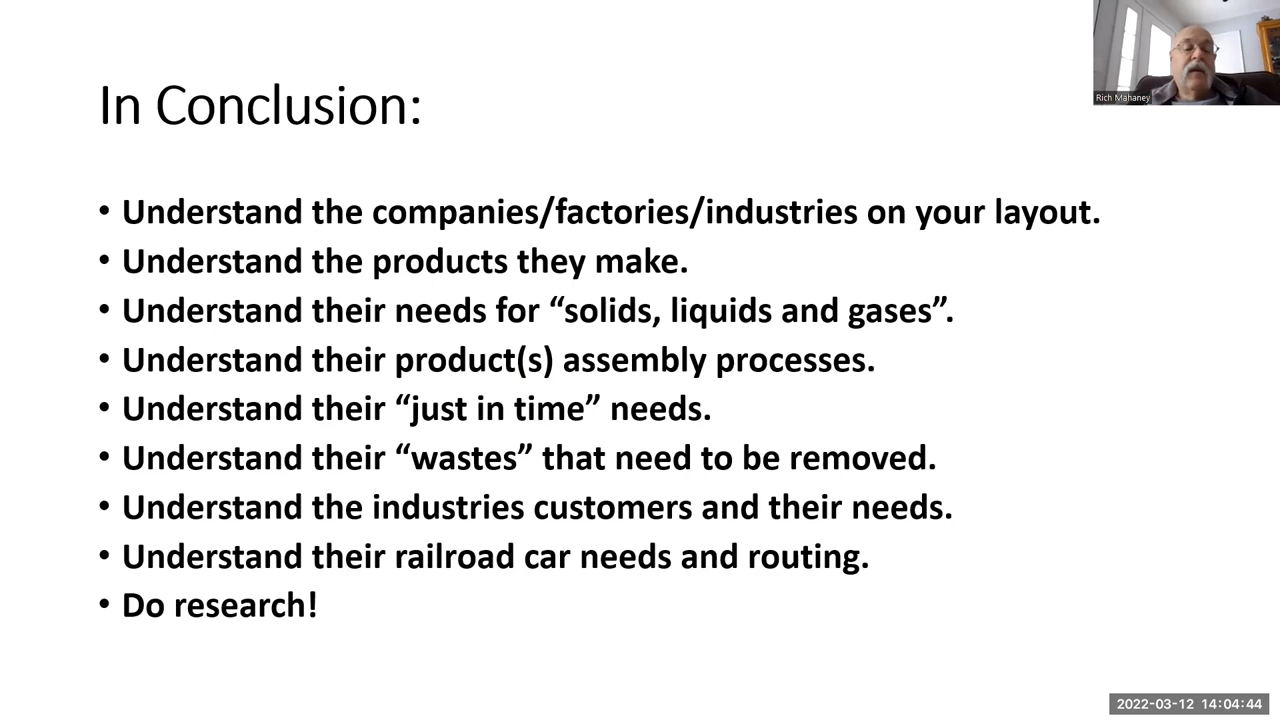 Rich Mahaney
In Conclusion:
• Understand the companies/factories/industries on your layout.
• Understand the products they make.
• Understand their needs for “solids, liquids and gases”.
• Understand their product(s) assembly processes.
• Understand their “just in time” needs.
• Understand their “wastes” that need to be removed.
• Understand the industries customers and their needs.
• Understand their railroad car needs and routing.
• Do research!
2022-03-12 14:04:44